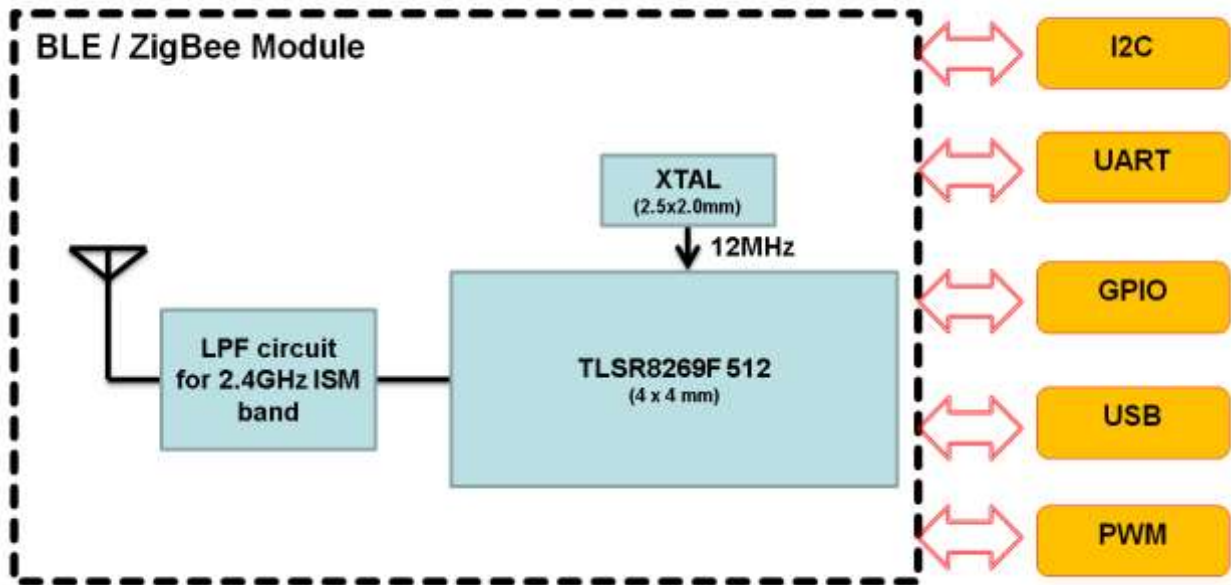 BLE / ZigBee Module
I2C
UART
XTAL
(2.5x2.0mm)
12MHz
GPIO
LPF circuit
for 2.4GHz ISM
band
TLSR8269F 512
(4 x 4 mm)
USB
PWM